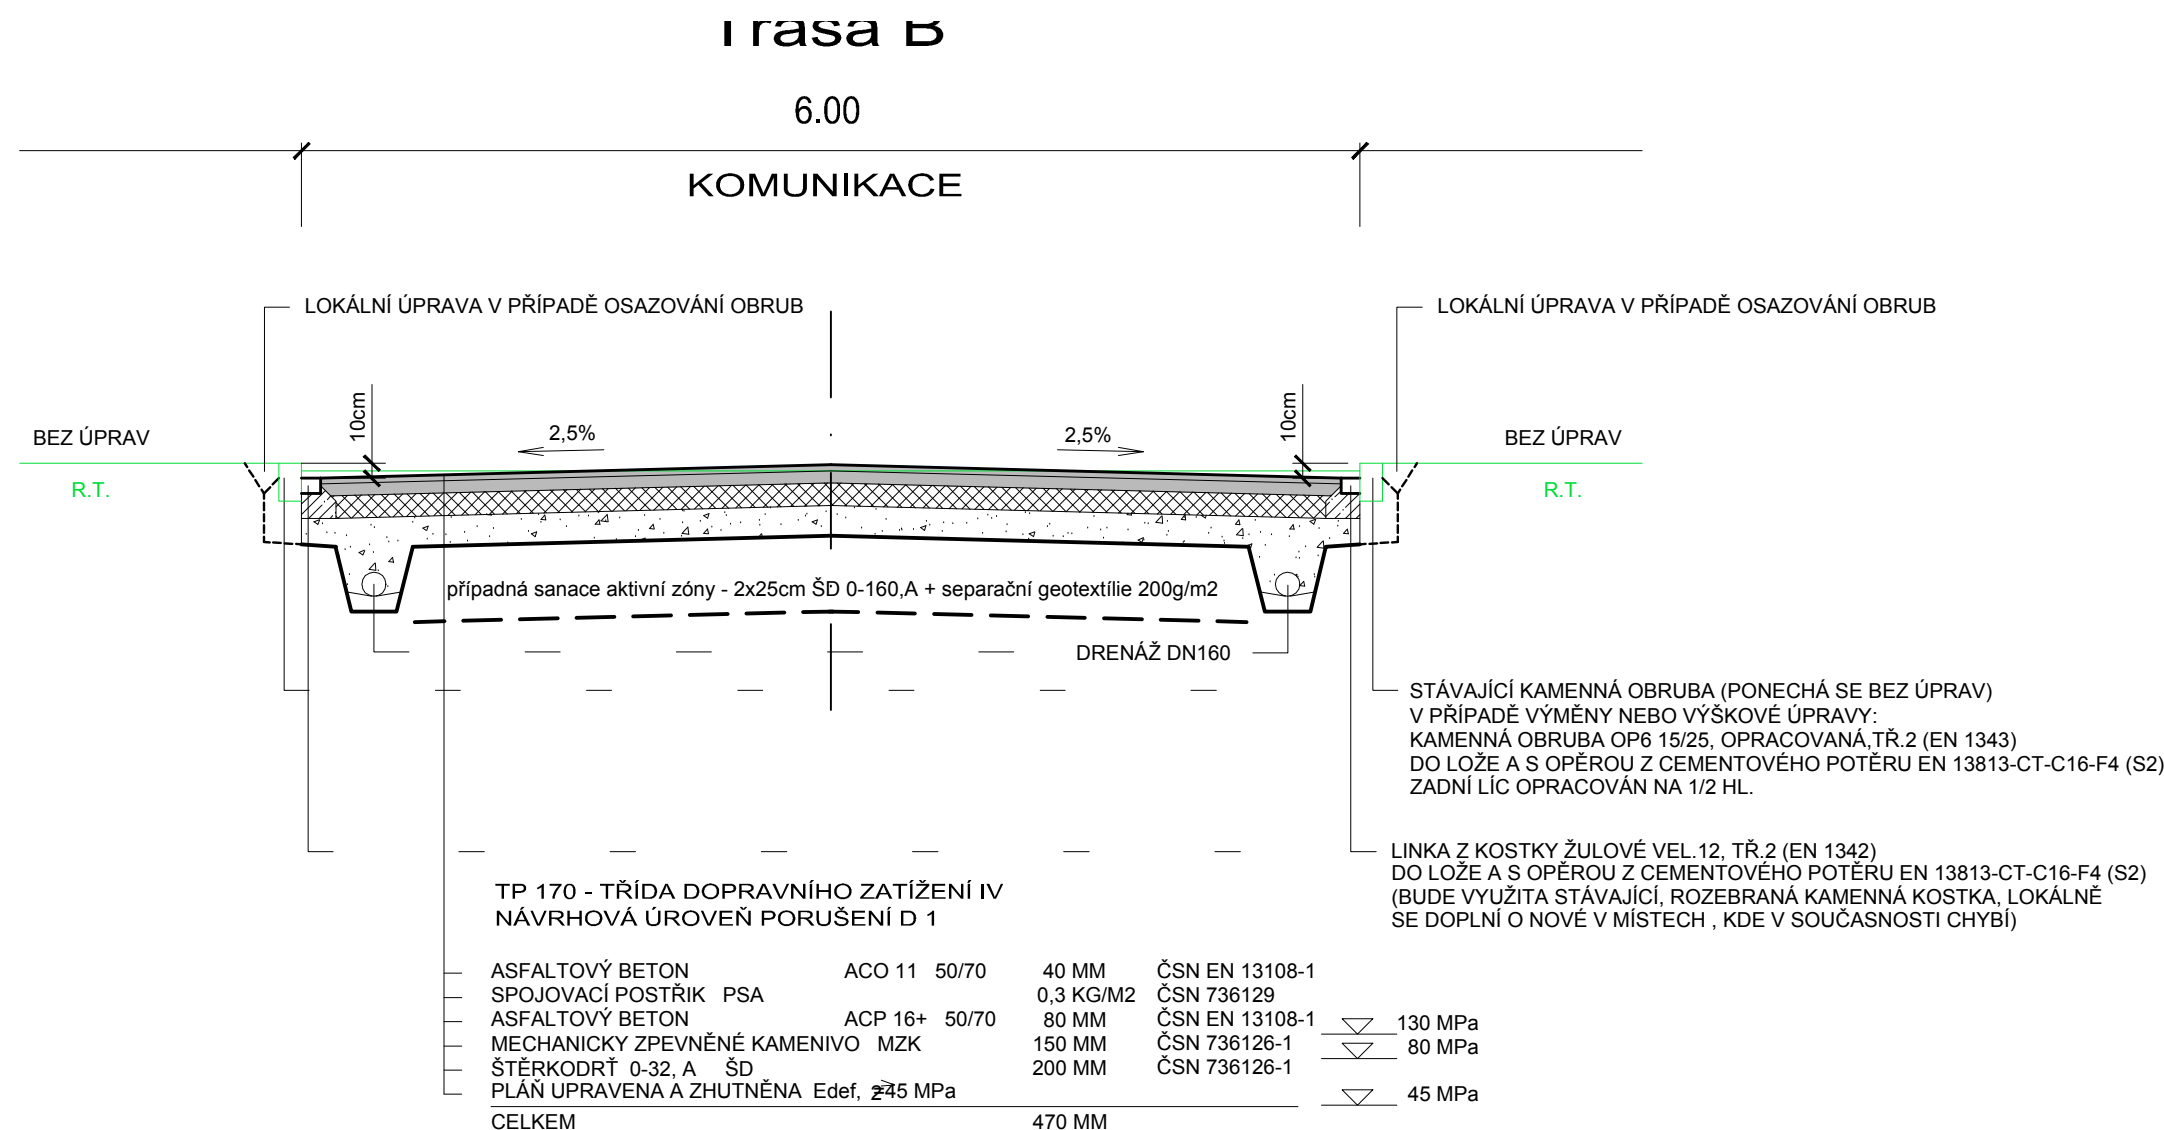 Trasa B
6.00
KOMUNIKACE
LOKÁLNÍ ÚPRAVA V PŘÍPADĚ OSAZOVÁNÍ OBRUB
LOKÁLNÍ ÚPRAVA V PŘÍPADĚ OSAZOVÁNÍ OBRUB
10cm
10cm
BEZ ÚPRAV
2,5%
2,5%
BEZ ÚPRAV
R.T.
R.T.
případná sanace aktivní zóny - 2x25cm ŠD 0-160,A + separační geotextílie 200g/m2
DRENÁŽ DN160
STÁVAJÍCÍ KAMENNÁ OBRUBA (PONECHÁ SE BEZ ÚPRAV)
V PŘÍPADĚ VÝMĚNY NEBO VÝŠKOVÉ ÚPRAVY:
KAMENNÁ OBRUBA OP6 15/25, OPRACOVANÁ,TŘ.2 (EN 1343)
DO LOŽE A S OPĚROU Z CEMENTOVÉHO POTĚRU EN 13813-CT-C16-F4 (S2)
ZADNÍ LÍC OPRACOVÁN NA 1/2 HL.
LINKA Z KOSTKY ŽULOVÉ VEL.12, TŘ.2 (EN 1342)
DO LOŽE A S OPĚROU Z CEMENTOVÉHO POTĚRU EN 13813-CT-C16-F4 (S2)
(BUDE VYUŽITA STÁVAJÍCÍ, ROZEBRANÁ KAMENNÁ KOSTKA, LOKÁLNĚ
SE DOPLNÍ O NOVÉ V MÍSTECH , KDE V SOUČASNOSTI CHYBÍ)
TP 170 - TŘÍDA DOPRAVNÍHO ZATÍŽENÍ IV
NÁVRHOVÁ ÚROVEŇ PORUŠENÍ D 1
ASFALTOVÝ BETON ACO 11 50/70 40 MM ČSN EN 13108-1
SPOJOVACÍ POSTŘIK PSA 0,3 KG/M2 ČSN 736129
ASFALTOVÝ BETON ACP 16+ 50/70 80 MM ČSN EN 13108-1 130 MPa
MECHANICKY ZPEVNĚNÉ KAMENIVO MZK 150 MM ČSN 736126-1 80 MPa
ŠTĚRKODRŤ 0-32, A ŠD 200 MM ČSN 736126-1
PLÁŇ UPRAVENA A ZHUTNĚNA Edef, 2≥45 MPa 45 MPa
CELKEM 470 MM